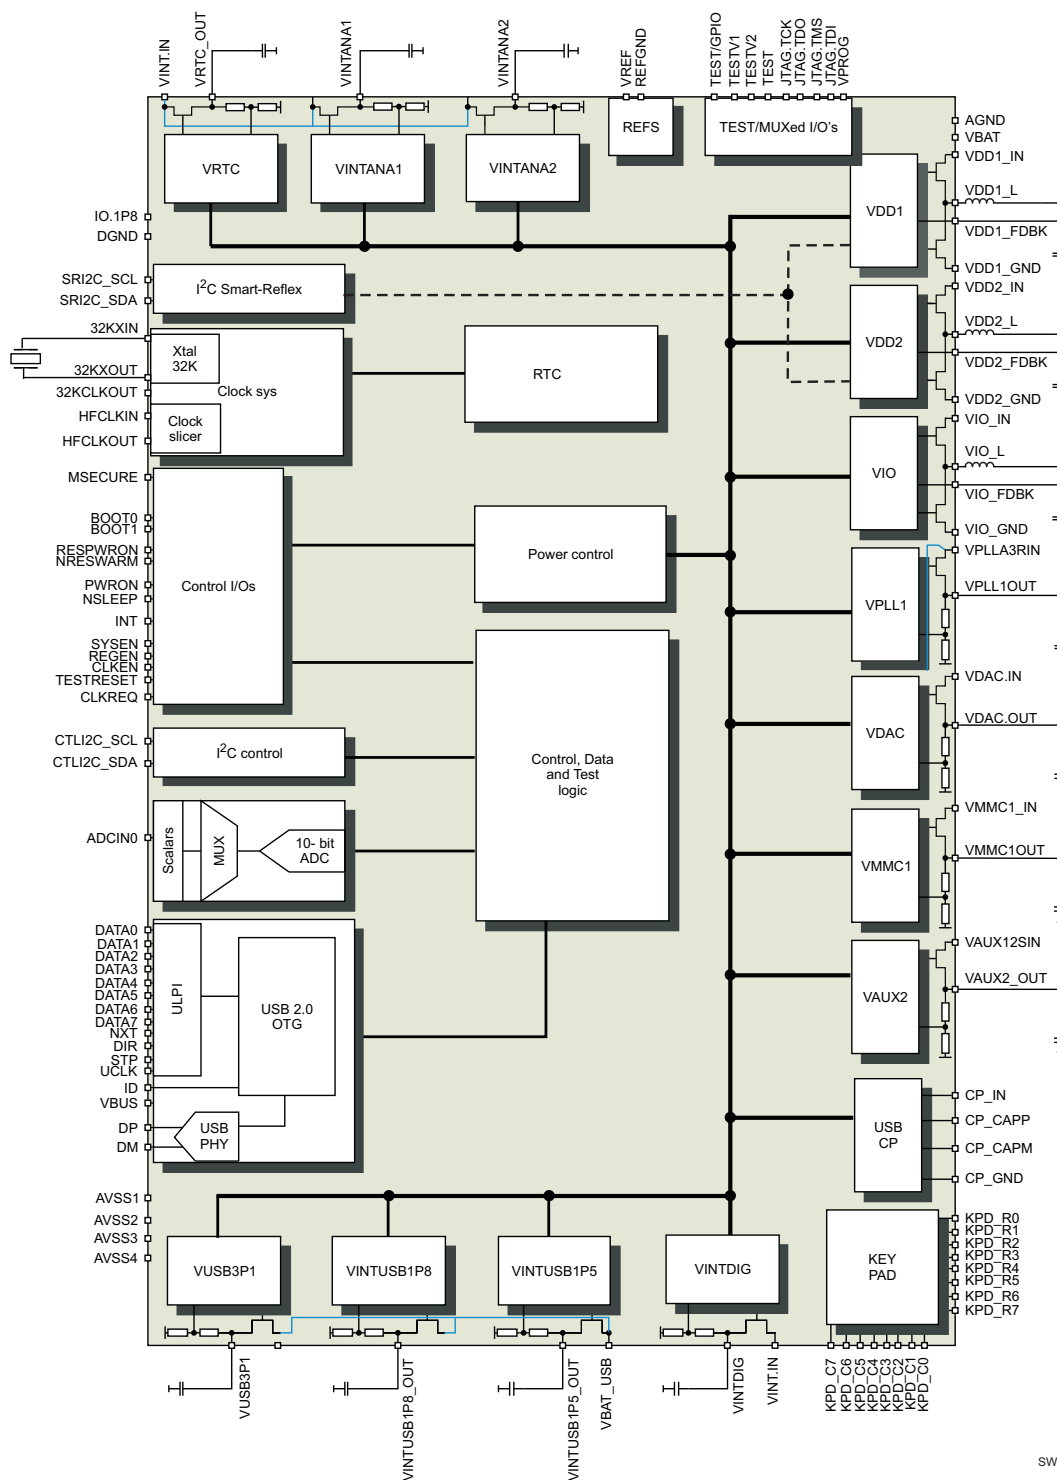 VINT.IN
VRTC_OUT
VINTANA1
VINTANA2
VREF
REFGND
TEST/GPIO
TESTV1
TESTV2
TEST
JTAG.TCK
JTAG.TDO
JTAG.TMS
JTAG.TDI
VPROG
REFS
TEST/MUXed I/O's
VRTC
VINTANA1
VINTANA2
AGND
VBAT
VDD1_IN
VDD1
VDD1_L
VDD1_FDBK
VDD1_GND
IO.1P8
DGND
SRI2C_SCL
SRI2C_SDA
I2C Smart-Reflex
VDD2_IN
VDD2
VDD2_L
VDD2_FDBK
VDD2_GND
32KXIN
32KXOUT
32KCLKOUT
HFCLKIN
HFCLKOUT
Xtal
32K
Clock sys
Clock
slicer
RTC
VIO_IN
VIO
VIO_L
VIO_FDBK
VIO_GND
MSECURE
BOOT0
BOOT1
RESPWRON
NRESWARM
PWRON
NSLEEP
INT
SYSEN
REGEN
CLKEN
TESTRESET
CLKREQ
Control I/Os
Power control
VPLLA3RIN
VPLL1
VPLL1OUT
VDAC.IN
VDAC
VDAC.OUT
CTLI2C_SCL
CTLI2C_SDA
I2C control
Control, Data
and Test
logic
ADCIN0
Scalars
MUX
10- bit
ADC
VMMC1_IN
VMMC1
VMMC1OUT
DATA0
DATA1
DATA2
DATA3
DATA4
DATA5
DATA6
DATA7
NXT
DIR
STP
UCLK
ID
VBUS
DP
DM
ULPI
USB 2.0
OTG
USB
PHY
VAUX12SIN
VAUX2
VAUX2_OUT
USB
CP
CP_IN
CP_CAPP
CP_CAPM
CP_GND
AVSS1
AVSS2
AVSS3
AVSS4
VUSB3P1
VINTUSB1P8
VINTUSB1P5
VINTDIG
KEY
PAD
KPD_R0
KPD_R1
KPD_R2
KPD_R3
KPD_R4
KPD_R5
KPD_R6
KPD_R7
VUSB3P1
VINTUSB1P8_OUT
VINTUSB1P5_OUT
VBAT_USB
VINTDIG
VINT.IN
KPD_C7
KPD_C6
KPD_C5
KPD_C4
KPD_C3
KPD_C2
KPD_C1
KPD_C0
SW